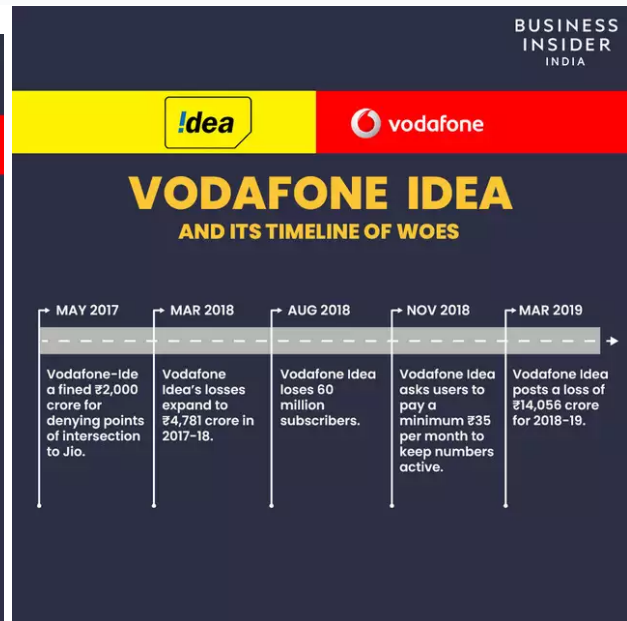 BUSINESS
INSIDER
INDIA
!dea
vodafone
VODAFONE IDEA
AND ITS TIMELINE OF WOES
MAY 2017
Vodafone-Ide
a fined ₹2,000
crore for
denying points
of intersection
to Jio.
MAR 2018
Vodafone
Idea's losses
expand to
₹4,781 crore in
2017-18.
AUG 2018
Vodafone Idea
loses 60
million
subscribers.
NOV 2018
Vodafone Idea
asks users to
pay a
minimum ₹35
per month to
keep numbers
active.
MAR 2019
Vodafone Idea
posts a loss of
₹14,056 crore
for 2018-19.